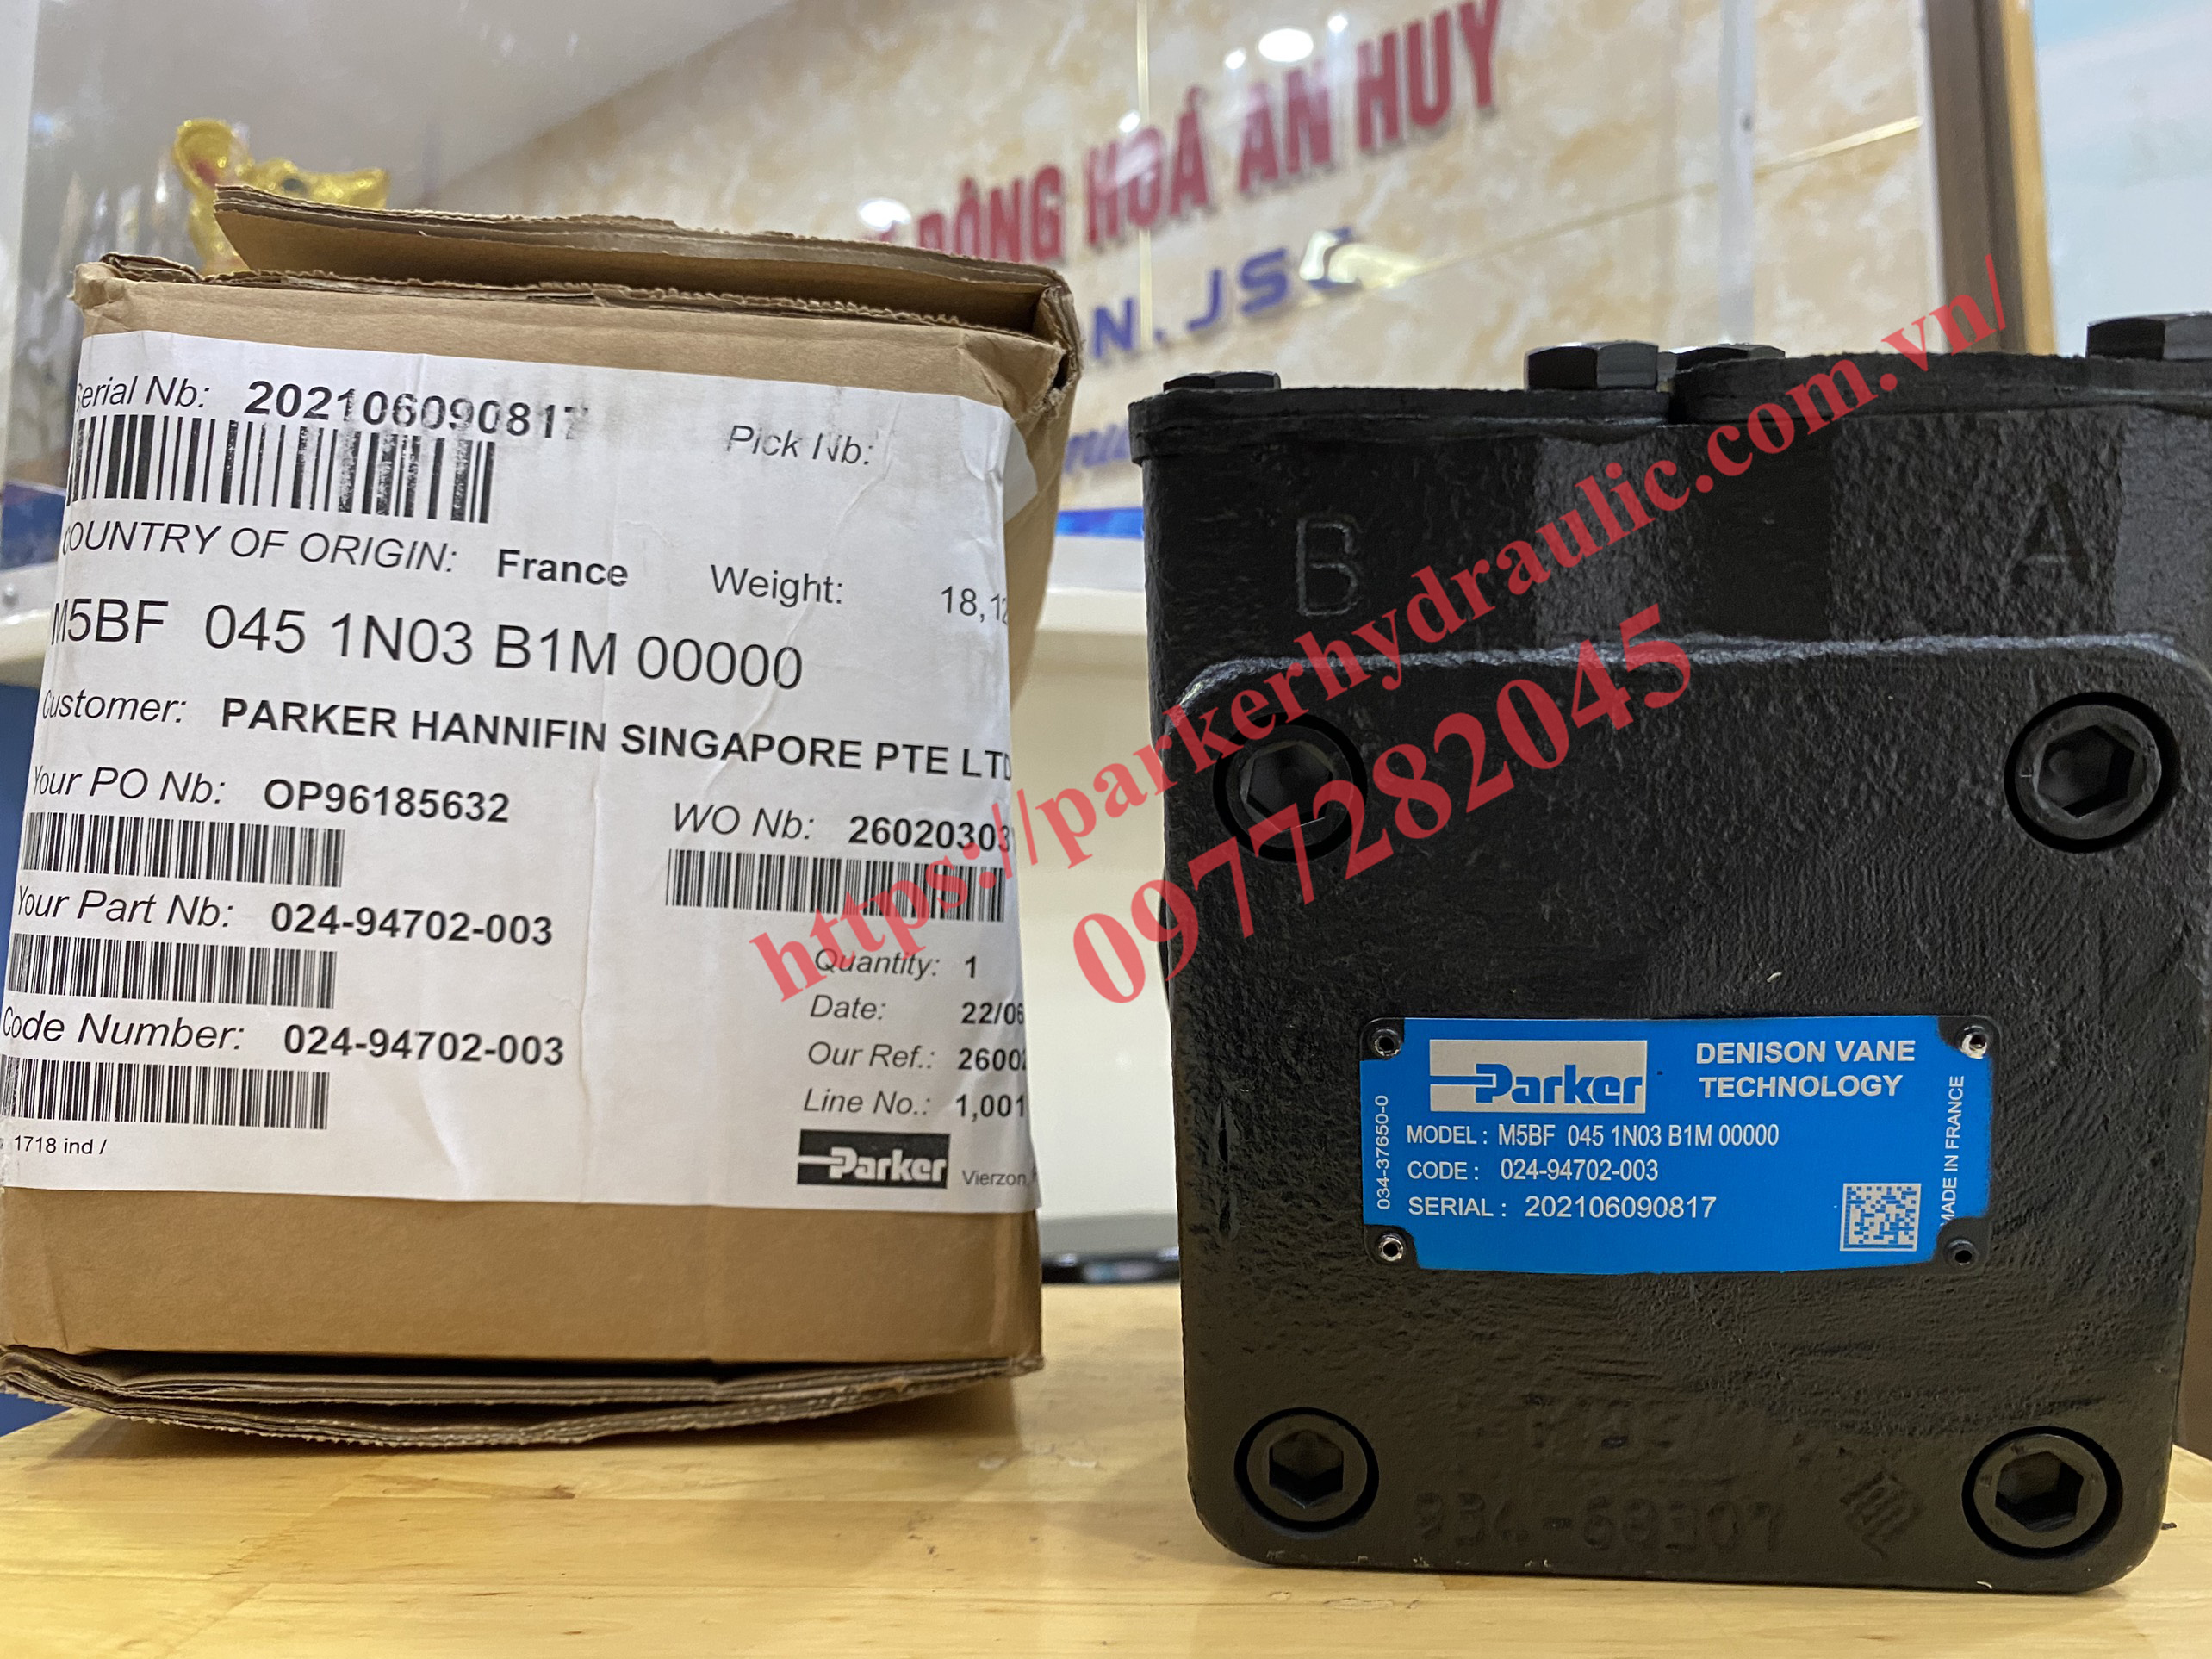 ĐỘNG HOÁ AN HUY
N.JSC
Serial Nb: 202106090817
Pick Nb:
COUNTRY OF ORIGIN: France
Weight: 18,12
M5BF 045 1N03 B1M 00000
Customer: PARKER HANNIFIN SINGAPORE PTE LTD
Your PO Nb: OP96185632
WO Nb: 26020303
Your Part Nb: 024-94702-003
Quantity: 1
Date: 22/06
Code Number: 024-94702-003
Our Ref.: 2600
Line No.: 1,001
1718 ind /
Parker Vierzon,
https://parkerhydraulic.com.vn/
0977282045
B
A
Parker
DENISON VANE
TECHNOLOGY
034-37650-0
MODEL : M5BF 045 1N03 B1M 00000
CODE : 024-94702-003
SERIAL : 202106090817
MADE IN FRANCE